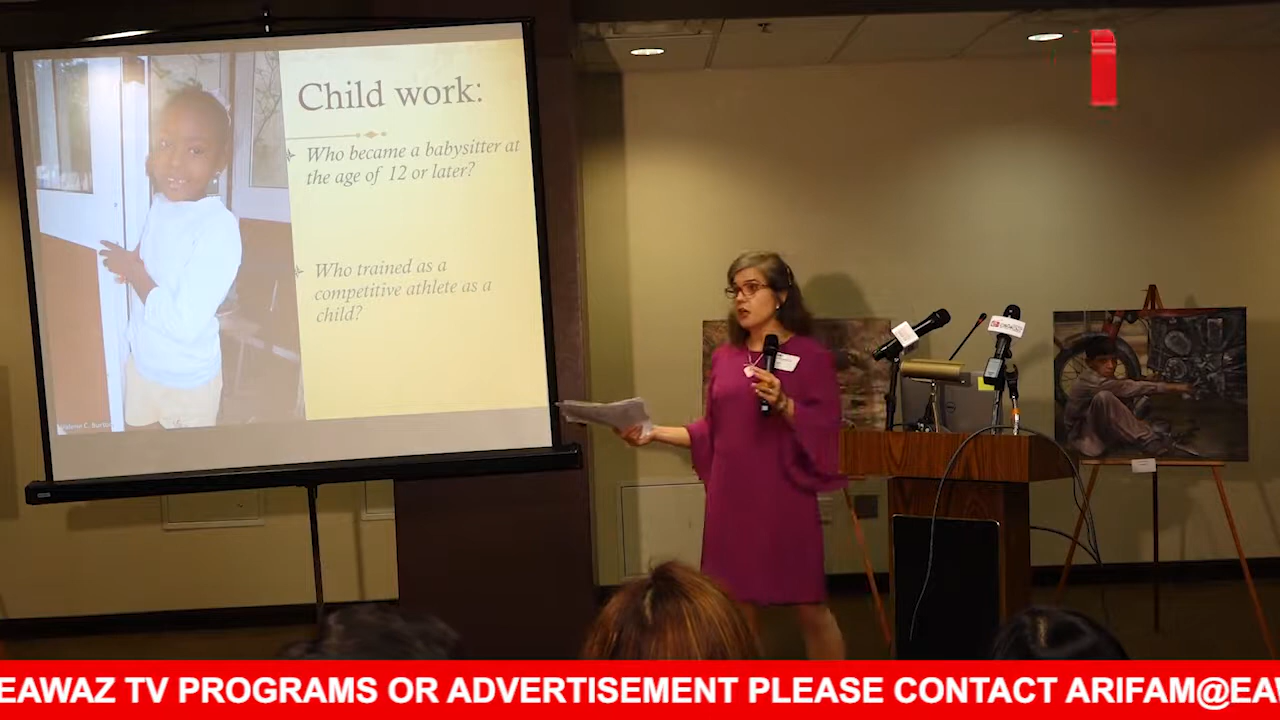 Child work:
Who became a babysitter at
the age of 12 or later?
Who trained as a
competitive athlete as a
child?
EAWAZ TV PROGRAMS OR ADVERTISEMENT PLEASE CONTACT ARIFAM@EAW